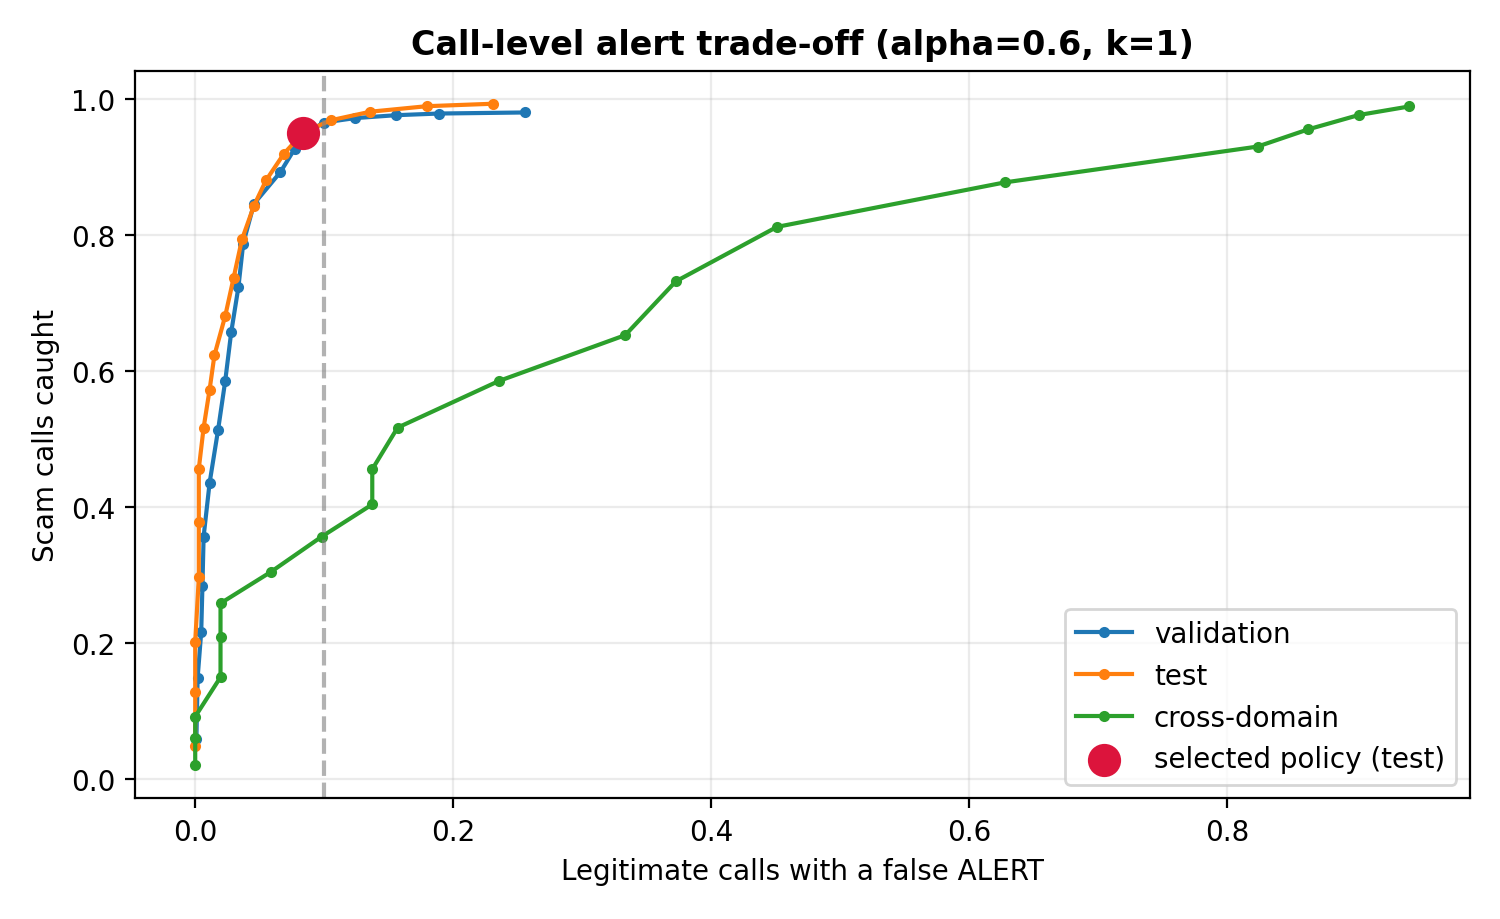 Call-level alert trade-off (alpha=0.6, k=1)
1.0
0.8
0.6
0.4
0.2
0.0
Scam calls caught
validation
test
cross-domain
selected policy (test)
0.0 0.2 0.4 0.6 0.8
Legitimate calls with a false ALERT